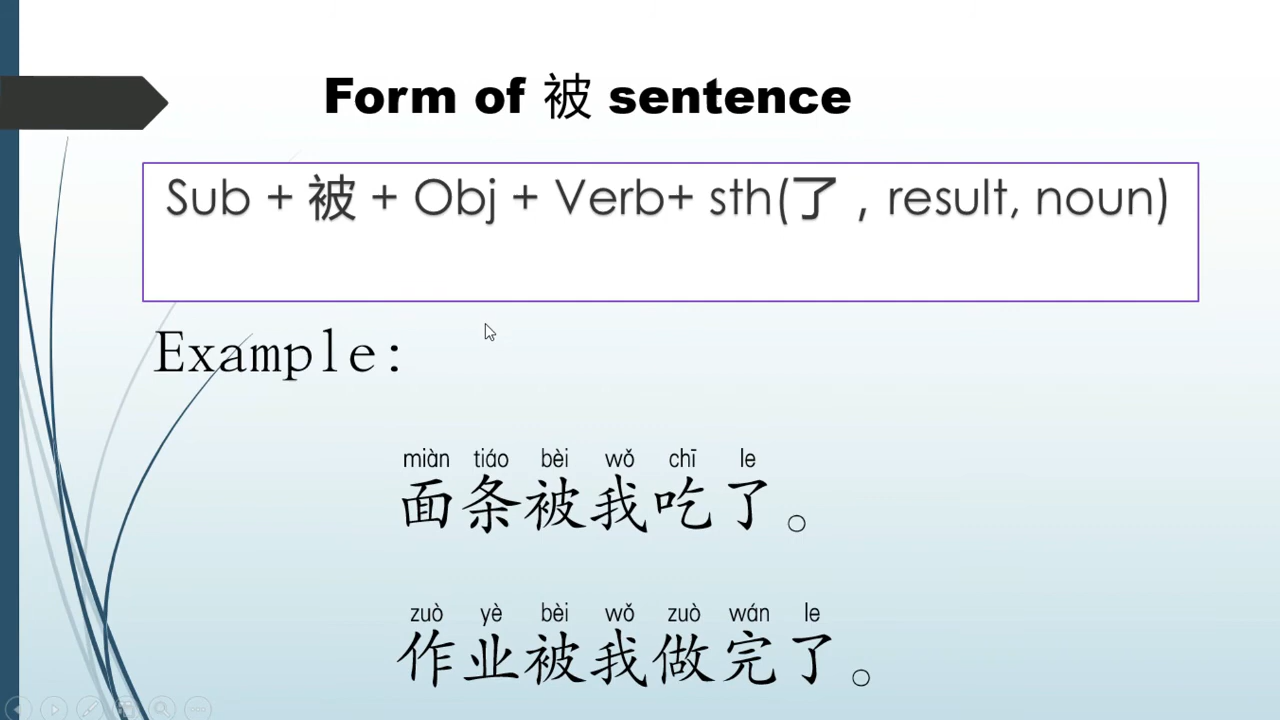 Form of 被 sentence
Sub + 被 + Obj + Verb+ sth(了，result, noun)
Example:
miàn tiáo bèi wǒ chī le
面条被我吃了。
zuò yè bèi wǒ zuò wán le
作业被我做完了。